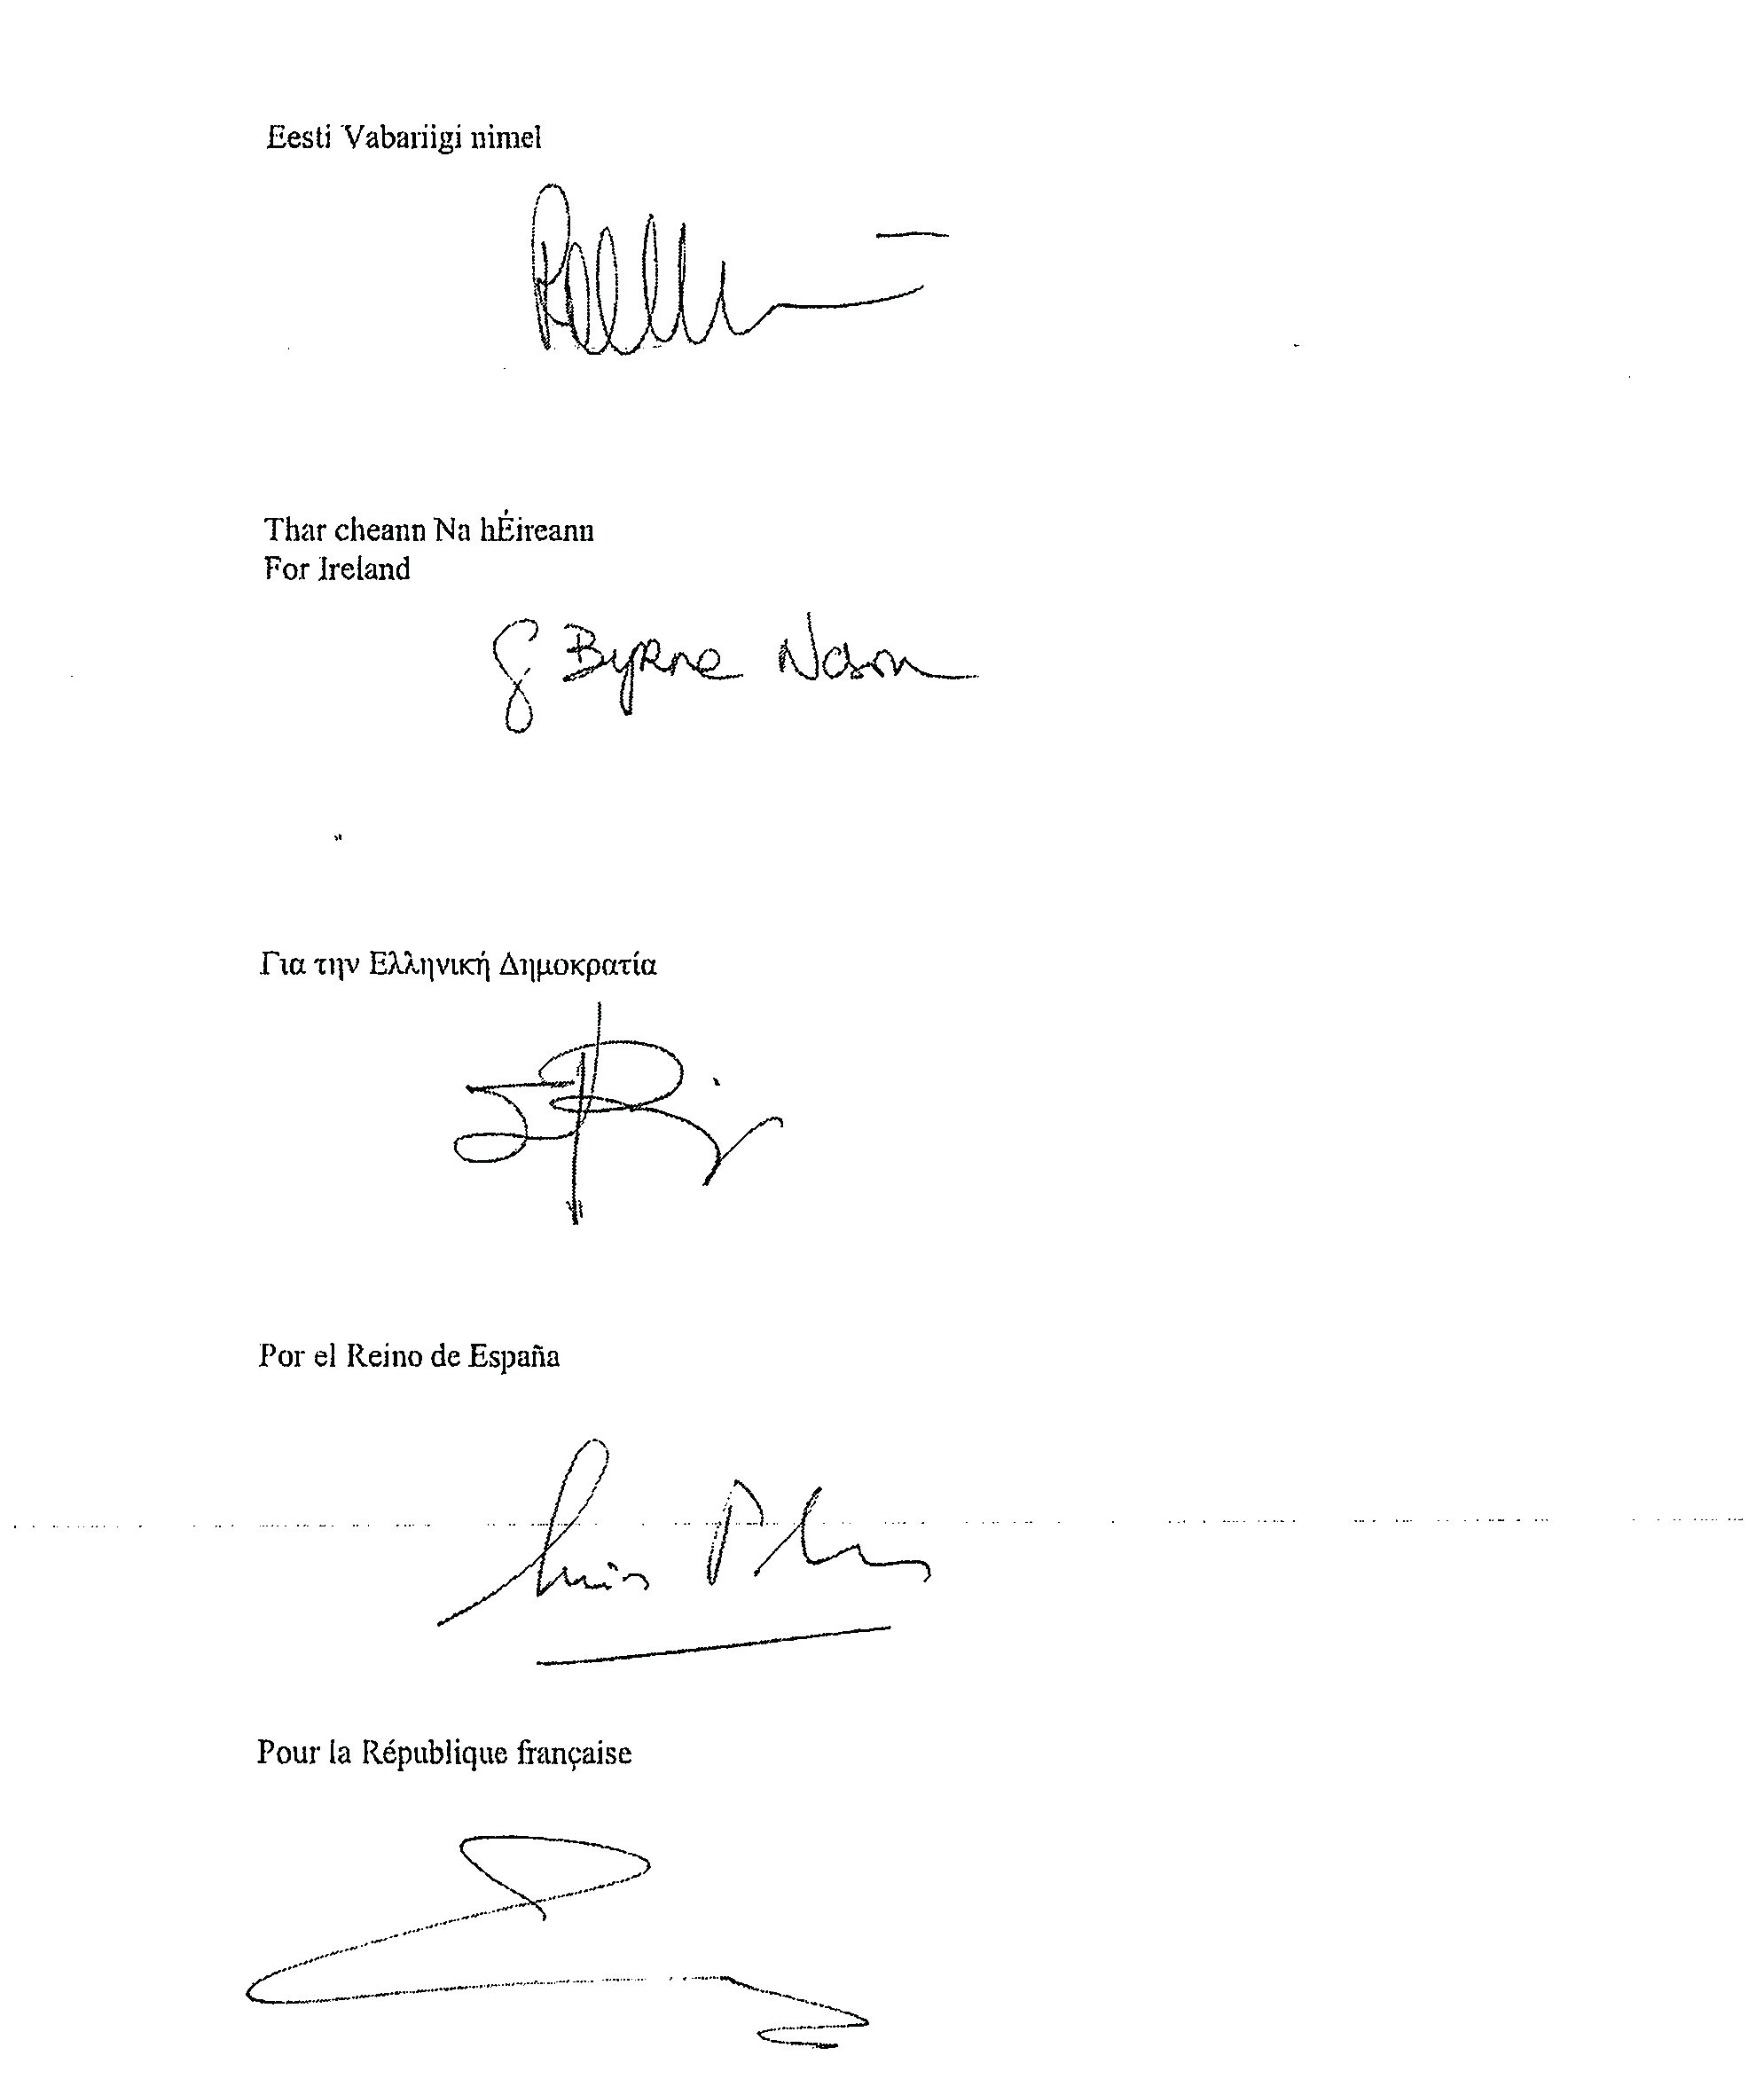 Eesti Vabariigi nimel
Thar cheann Na hÉireann
For Ireland
G Byrne Nason
Για την Ελληνική Δημοκρατία
Por el Reino de España
Luis
Pour la République française